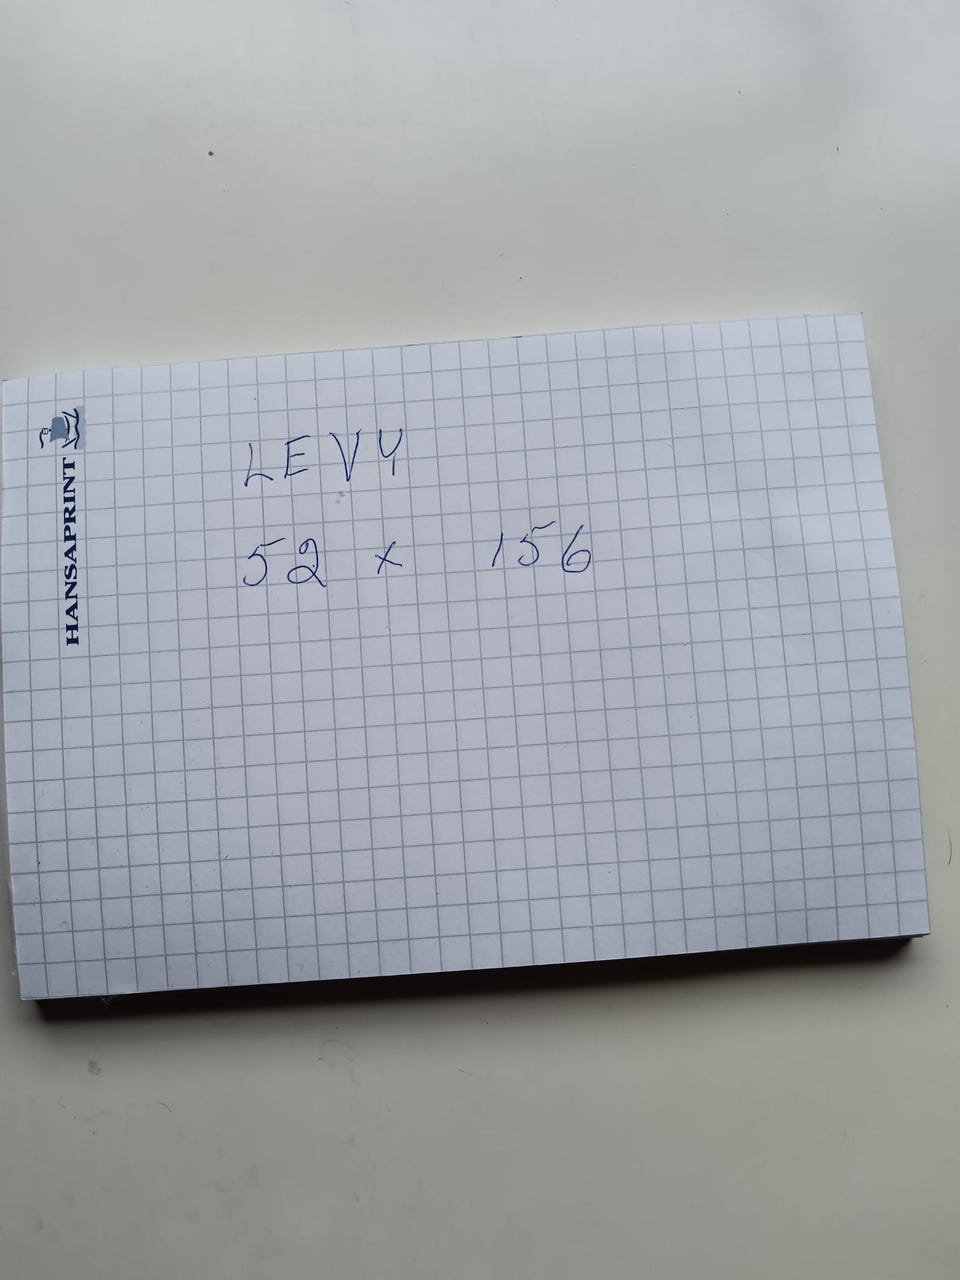 HANSAPRINT
LEVY
52 x 156